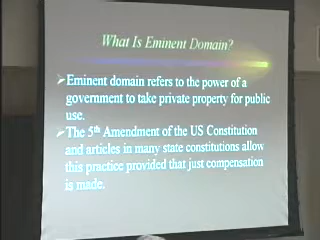 What Is Eminent Domain?
➢Eminent domain refers to the power of a
government to take private property for public
use.
➢The 5th Amendment of the US Constitution
and articles in many state constitutions allow
this practice provided that just compensation
is made.